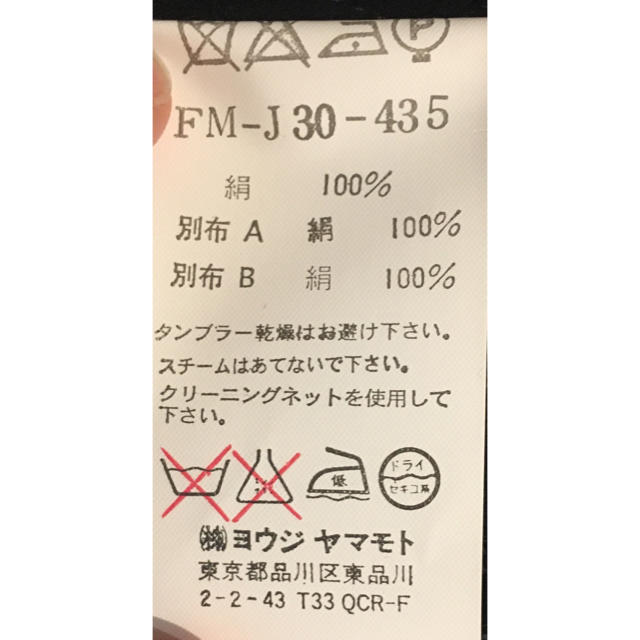 P
FM-J30-435
絹 100%
別布 A 絹 100%
別布 B 絹 100%
タンブラー乾燥はお避け下さい。
スチームはあてないで下さい。
クリーニングネットを使用して
下さい。
低 ドライ
セキユ系
㈱ヨウジ ヤマモト
東京都品川区東品川
2-2-43 T33 QCR-F